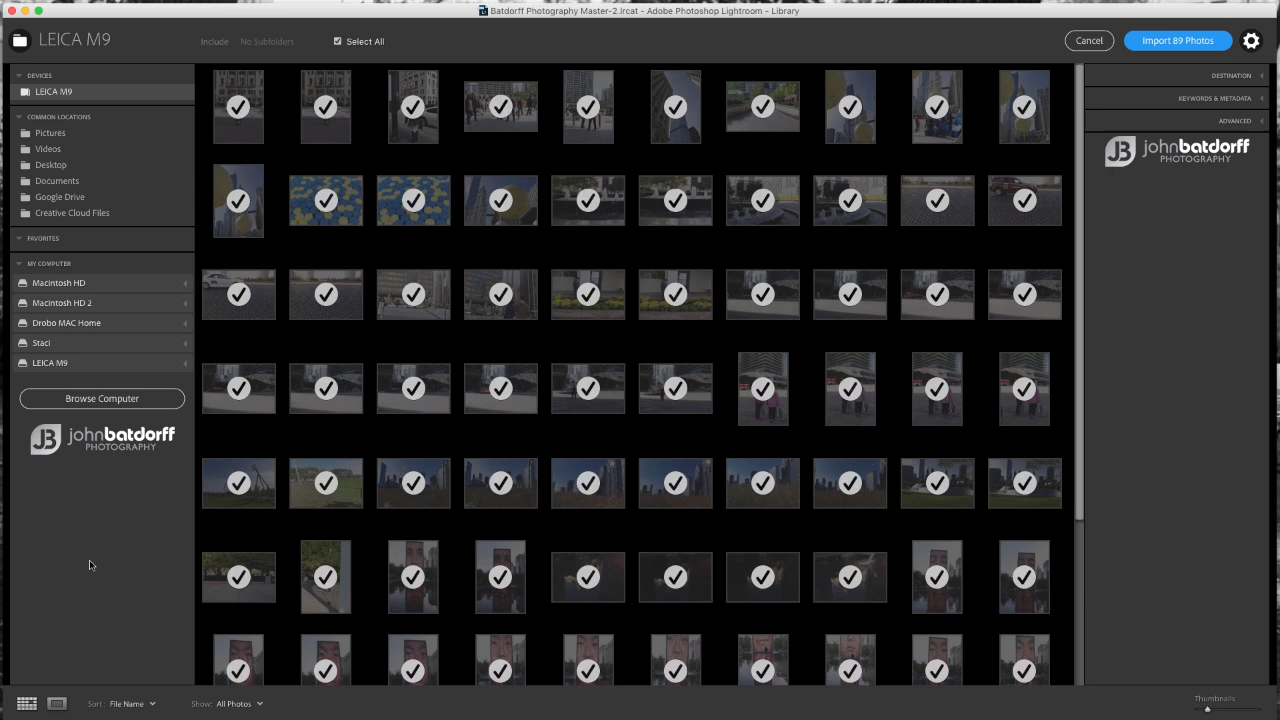 Batdorff Photography Master-2.lrcat - Adobe Photoshop Lightroom - Library
LEICA M9
Include No Subfolders Select All
Cancel Import 89 Photos
DEVICES
LEICA M9
COMMON LOCATIONS
Pictures
Videos
Desktop
Documents
Google Drive
Creative Cloud Files
FAVORITES
MY COMPUTER
Macintosh HD
Macintosh HD 2
Drobo MAC Home
Staci
LEICA M9
Browse Computer
JB johnbatdorff
PHOTOGRAPHY
DESTINATION
KEYWORDS & METADATA
ADVANCED
JB johnbatdorff
PHOTOGRAPHY
Sort: File Name Show: All Photos
Thumbnails